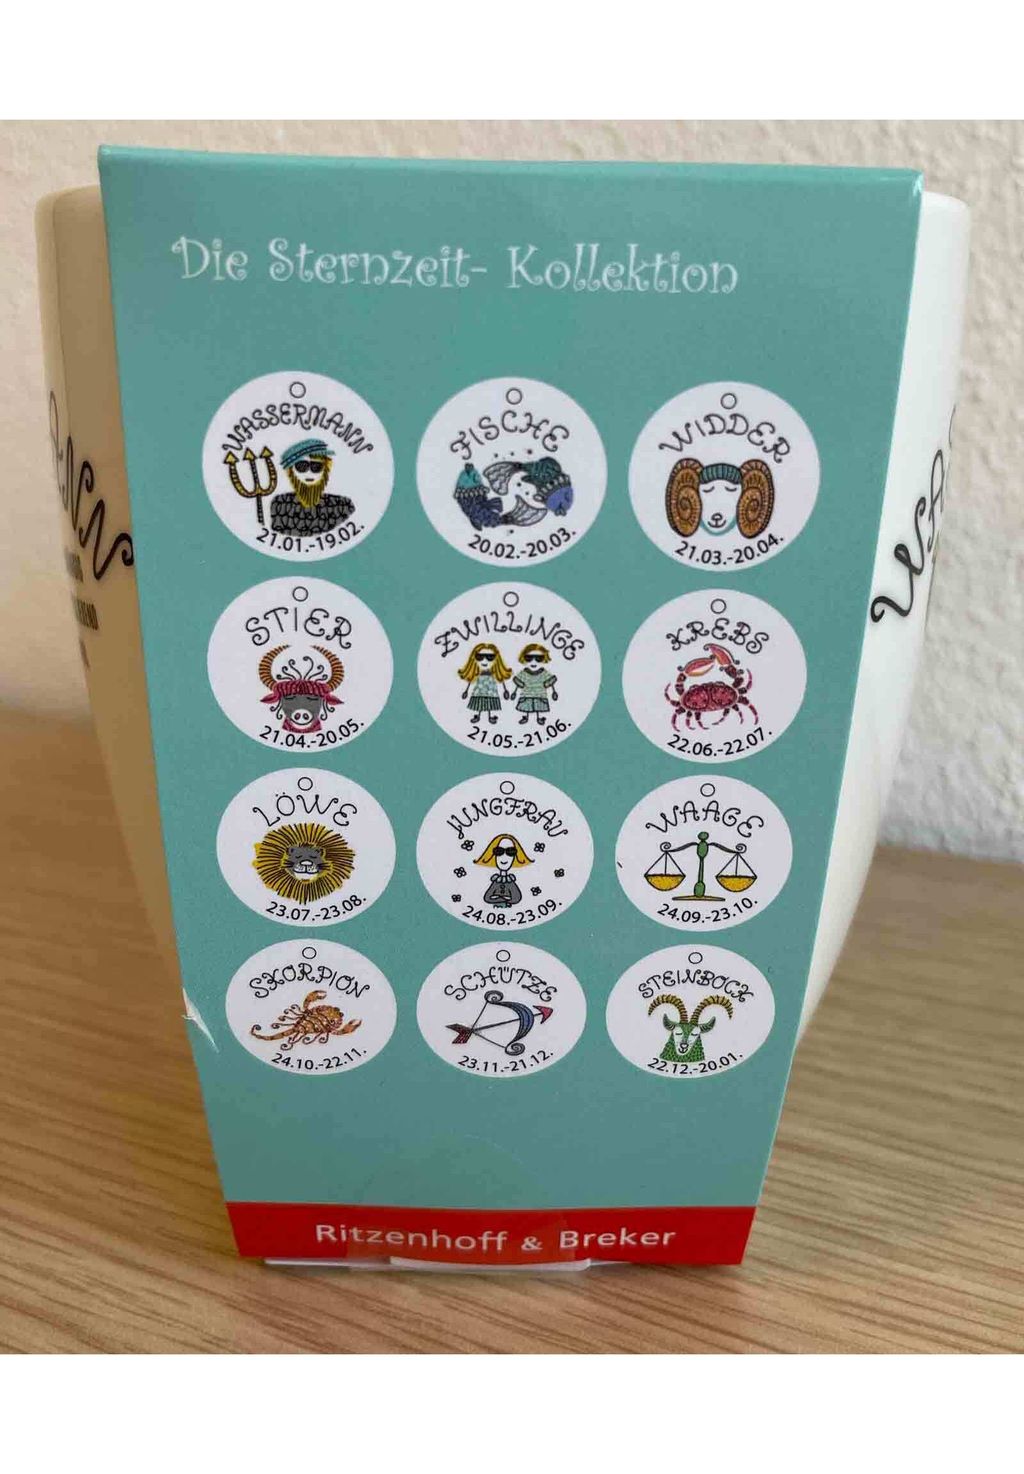 Die Sternzeit- Kollektion
WASSERMANN
21.01.-19.02.
FISCHE
20.02.-20.03.
WIDDER
21.03.-20.04.
STIER
21.04.-20.05.
ZWILLINGE
21.05.-21.06.
KREBS
22.06.-22.07.
LÖWE
23.07.-23.08.
JUNGFRAU
24.08.-23.09.
WAAGE
24.09.-23.10.
SKORPION
24.10.-22.11.
SCHÜTZE
23.11.-21.12.
STEINBOCK
22.12.-20.01.
Ritzenhoff & Breker